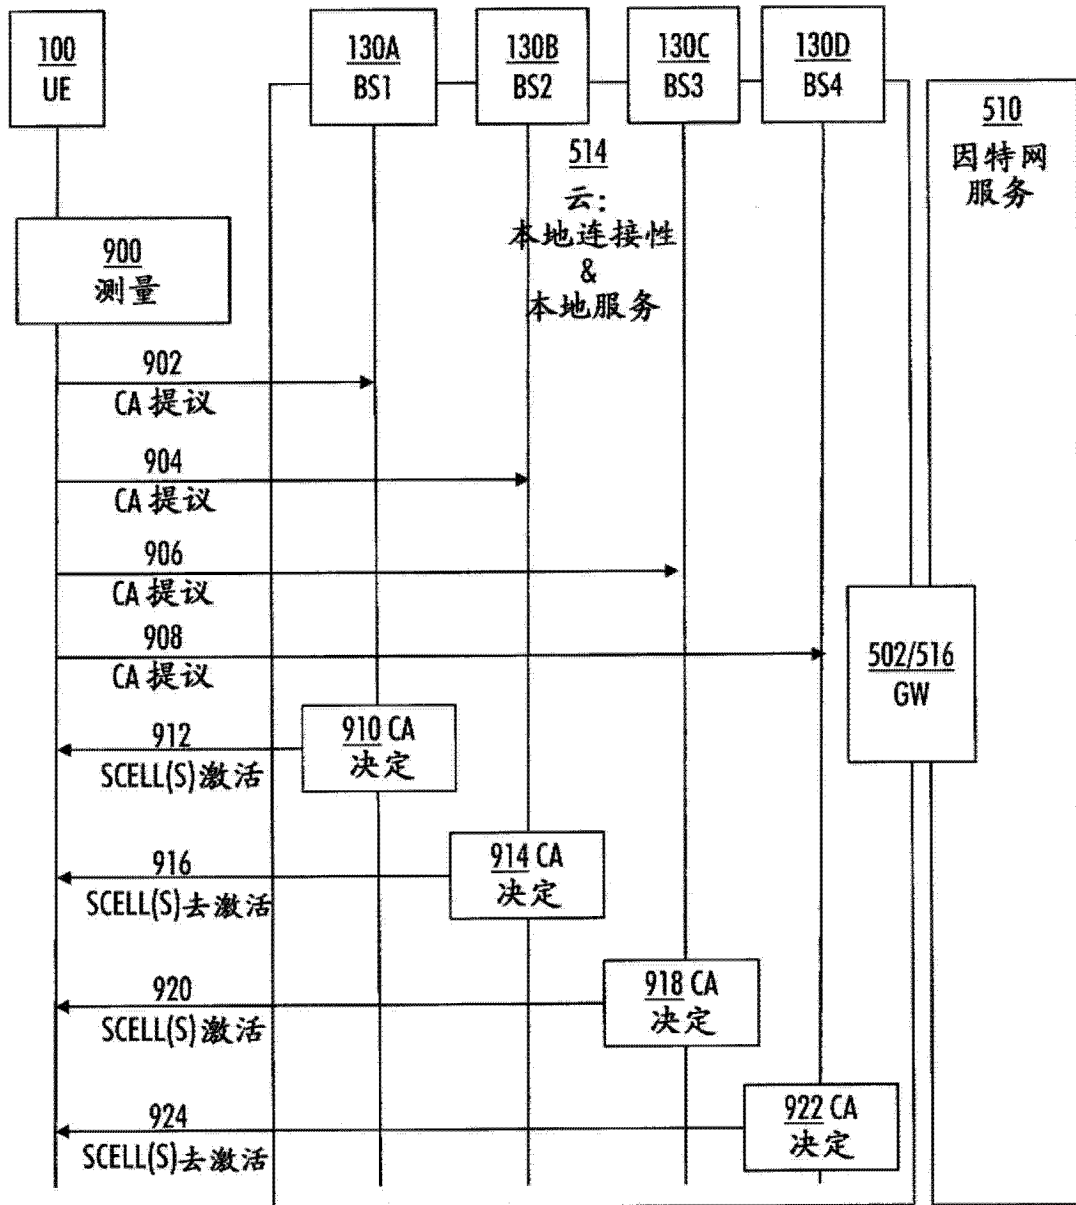 100
UE
130A
BS1
130B
BS2
130C
BS3
130D
BS4
514
云:
本地连接性
&
本地服务
510
因特网
服务
900
测量
902
CA 提议
904
CA 提议
906
CA 提议
908
CA 提议
502/516
GW
910 CA
决定
912
SCELL(S)激活
914 CA
决定
916
SCELL(S)去激活
918 CA
决定
920
SCELL(S)激活
922 CA
决定
924
SCELL(S)去激活